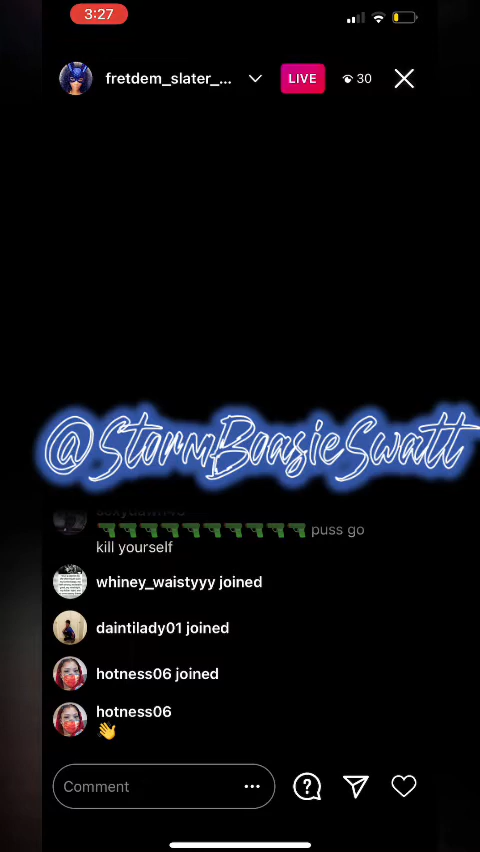 3:27
fretdem_slater_...
LIVE
30
@StormBoasieSwatt
puss go
kill yourself
whiney_waistyyy joined
daintilady01 joined
hotness06 joined
hotness06
Comment